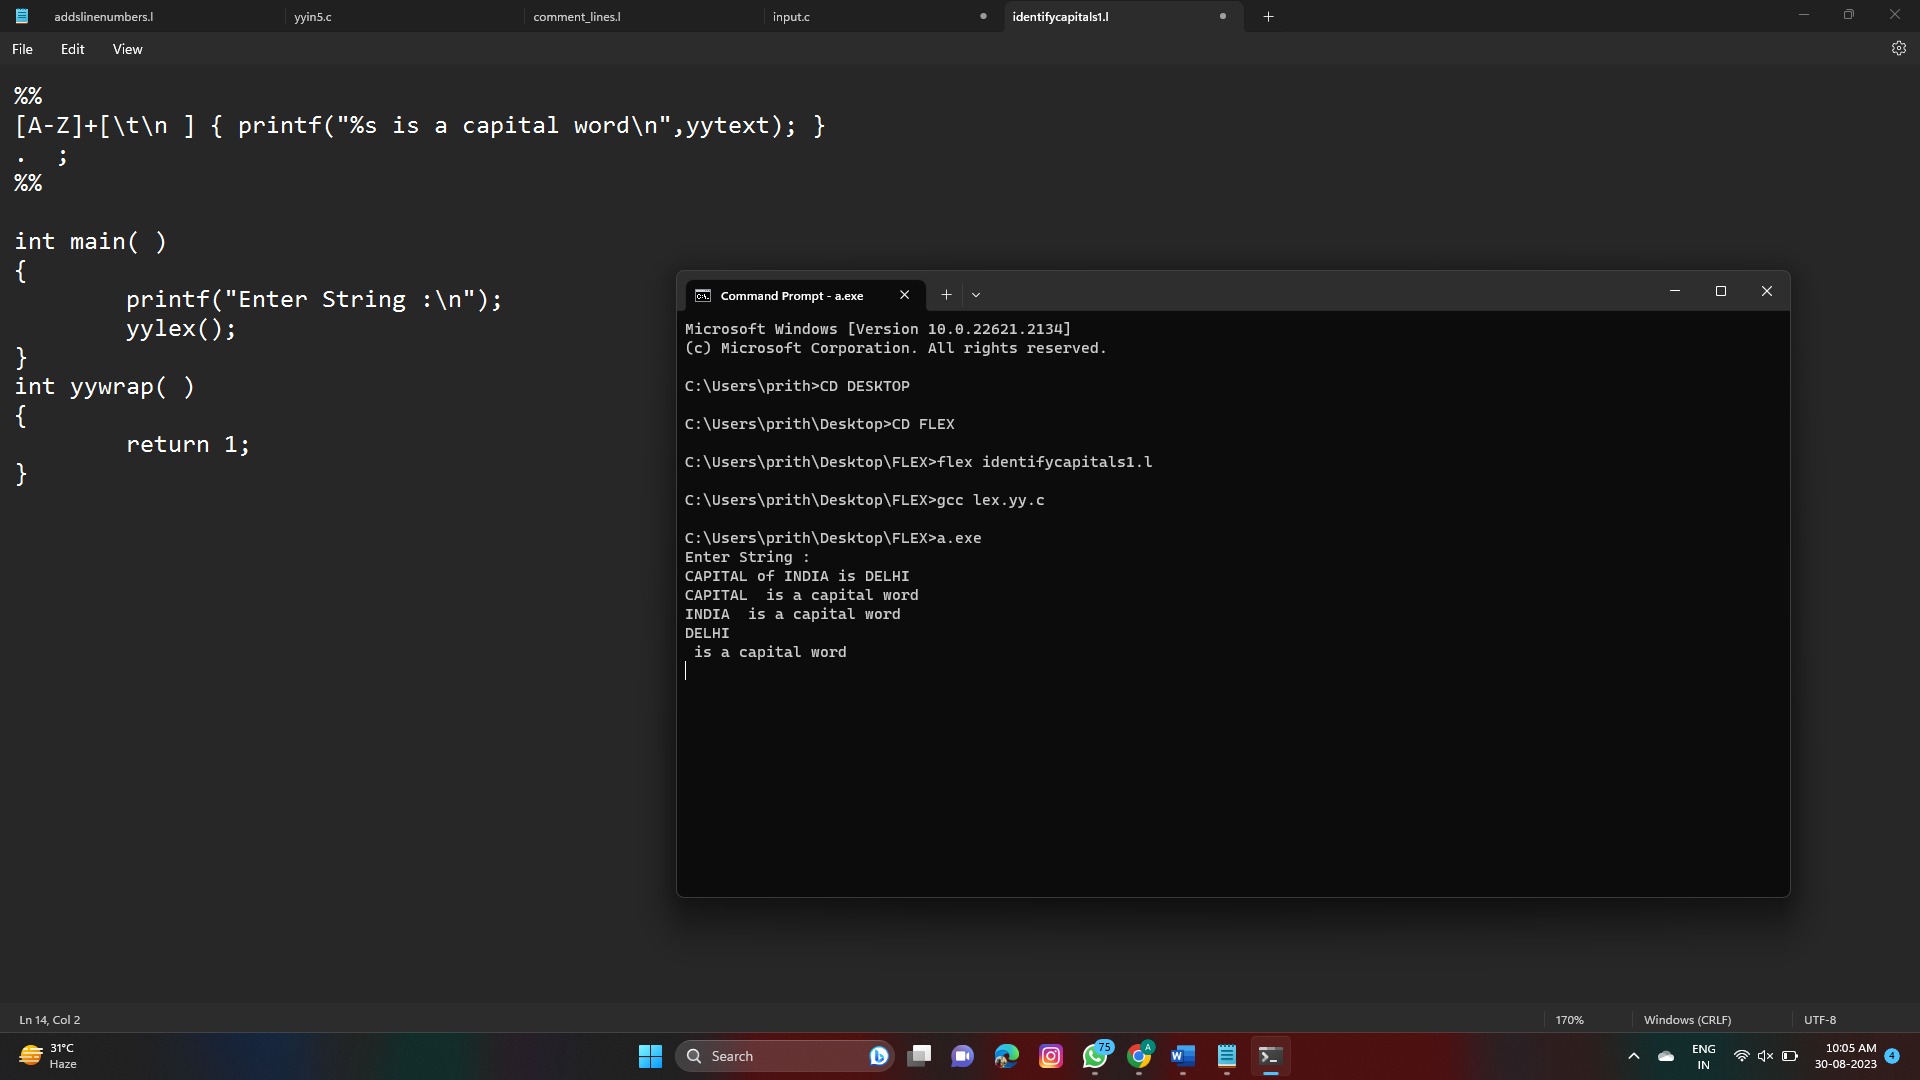 addslinenumbers.l
yyin5.c
comment_lines.l
input.c
identifycapitals1.l
File
Edit
View
%%
[A-Z]+[\t\n ] { printf("%s is a capital word\n",yytext); }
.  ;
%%
int main( )
{
        printf("Enter String :\n");
        yylex();
}
int yywrap( )
{
        return 1;
}
Command Prompt - a.exe
Microsoft Windows [Version 10.0.22621.2134]
(c) Microsoft Corporation. All rights reserved.
C:\Users\prith>CD DESKTOP
C:\Users\prith\Desktop>CD FLEX
C:\Users\prith\Desktop\FLEX>flex identifycapitals1.l
C:\Users\prith\Desktop\FLEX>gcc lex.yy.c
C:\Users\prith\Desktop\FLEX>a.exe
Enter String :
CAPITAL of INDIA is DELHI
CAPITAL  is a capital word
INDIA  is a capital word
DELHI
 is a capital word
Ln 14, Col 2
170%
Windows (CRLF)
UTF-8
31°C
Haze
Search
75
A
ENG
IN
10:05 AM
30-08-2023
4